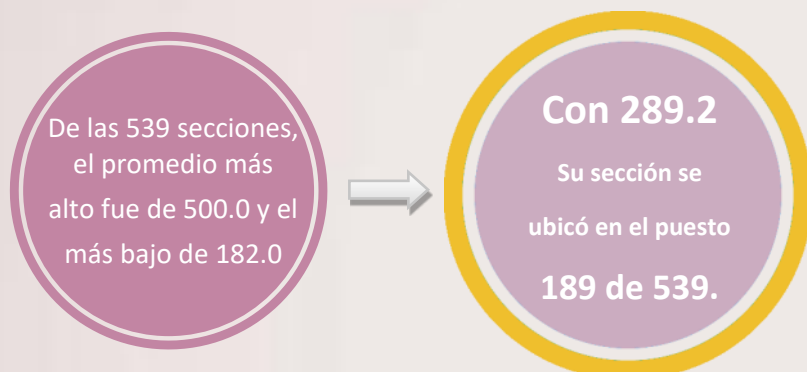 De las 539 secciones,
el promedio más
alto fue de 500.0 y el
más bajo de 182.0
Con 289.2
Su sección se
ubicó en el puesto
189 de 539.